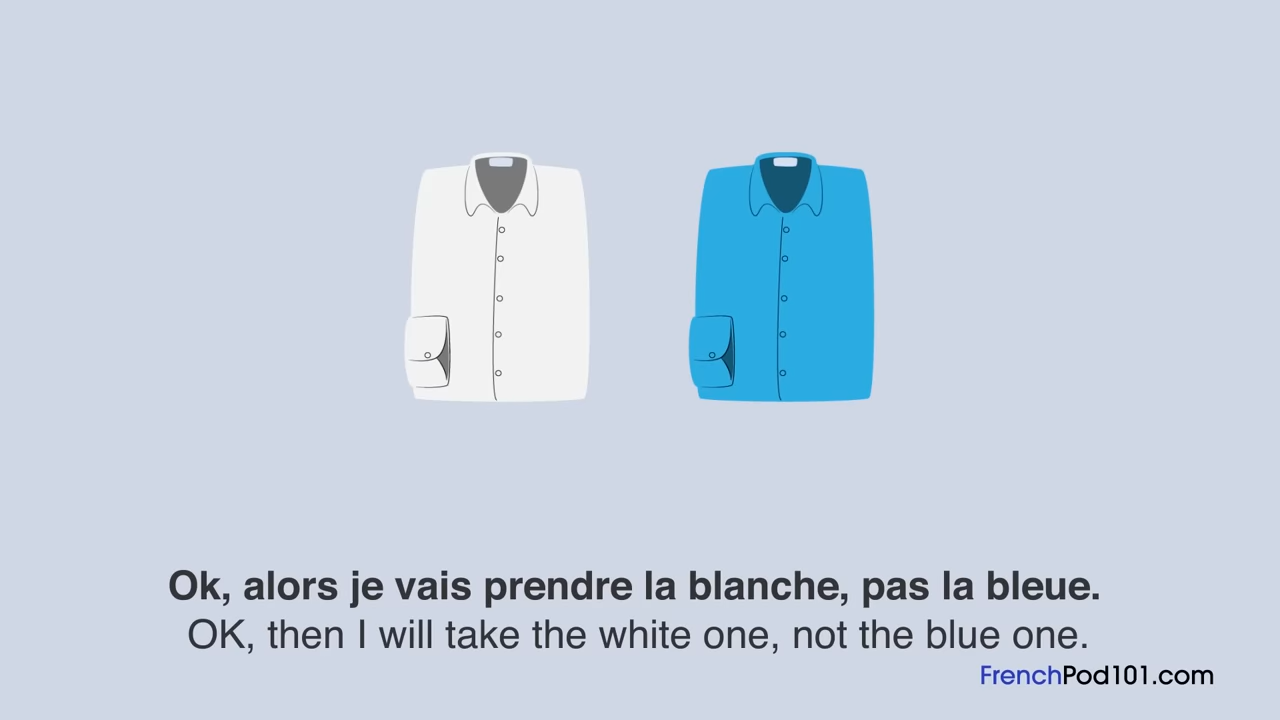 Ok, alors je vais prendre la blanche, pas la bleue.
OK, then I will take the white one, not the blue one.
FrenchPod101.com